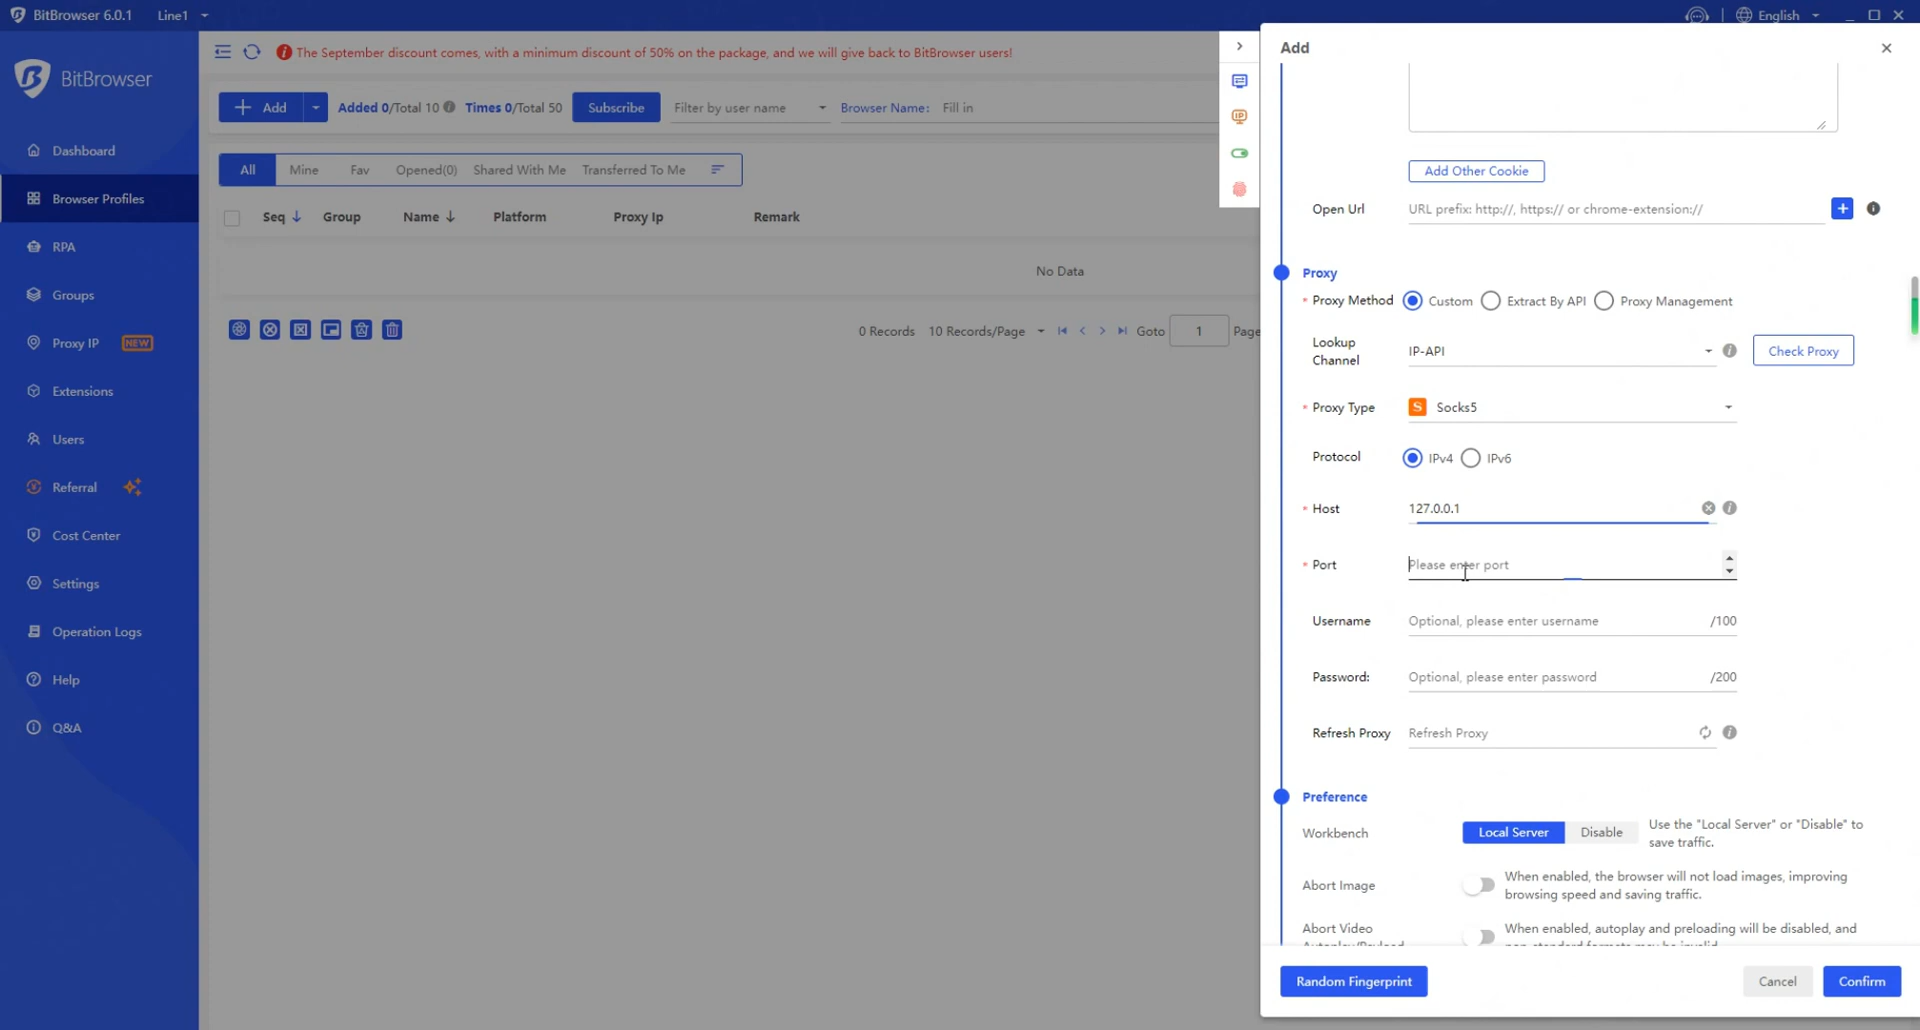 BitBrowser 6.0.1 Line1
English
BitBrowser
Dashboard
Browser Profiles
RPA
Groups
Proxy IP NEW
Extensions
Users
Referral
Cost Center
Settings
Operation Logs
Help
Q&A
The September discount comes, with a minimum discount of 50% on the package, and we will give back to BitBrowser users!
Add Added 0/Total 10 Times 0/Total 50 Subscribe Filter by user name Browser Name: Fill in
All Mine Fav Opened(0) Shared With Me Transferred To Me
Seq Group Name Platform Proxy Ip Remark
No Data
0 Records 10 Records/Page Goto 1 Page
IP
Add
Add Other Cookie
Open Url URL prefix: http://, https:// or chrome-extension://
Proxy
* Proxy Method Custom Extract By API Proxy Management
Lookup
Channel IP-API Check Proxy
* Proxy Type S Socks5
Protocol IPv4 IPv6
* Host 127.0.0.1
* Port Please enter port
Username Optional, please enter username /100
Password: Optional, please enter password /200
Refresh Proxy Refresh Proxy
Preference
Workbench Local Server Disable Use the "Local Server" or "Disable" to
save traffic.
Abort Image When enabled, the browser will not load images, improving
browsing speed and saving traffic.
Abort Video When enabled, autoplay and preloading will be disabled, and
Random Fingerprint Cancel Confirm